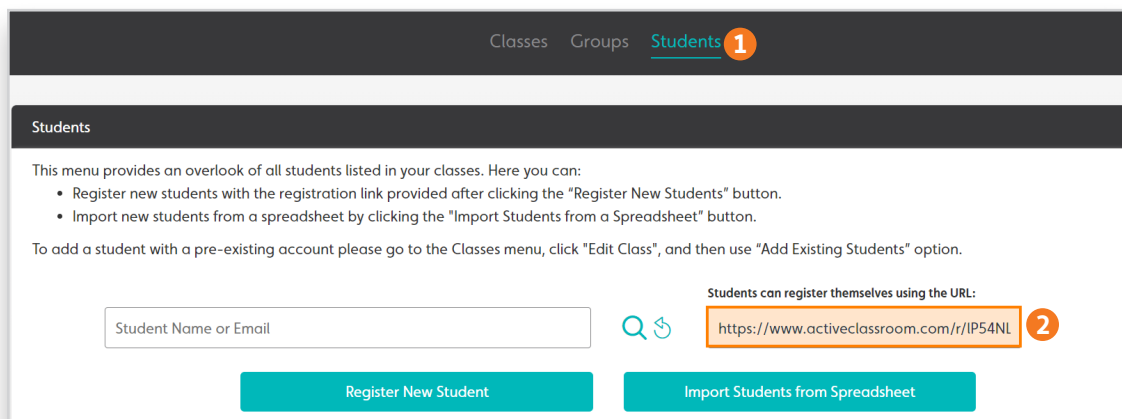 Classes Groups Students 1
Students
This menu provides an overlook of all students listed in your classes. Here you can:
• Register new students with the registration link provided after clicking the “Register New Students” button.
• Import new students from a spreadsheet by clicking the "Import Students from a Spreadsheet” button.
To add a student with a pre-existing account please go to the Classes menu, click "Edit Class", and then use “Add Existing Students” option.
Students can register themselves using the URL:
Student Name or Email https://www.activeclassroom.com/r/IP54NL 2
Register New Student Import Students from Spreadsheet